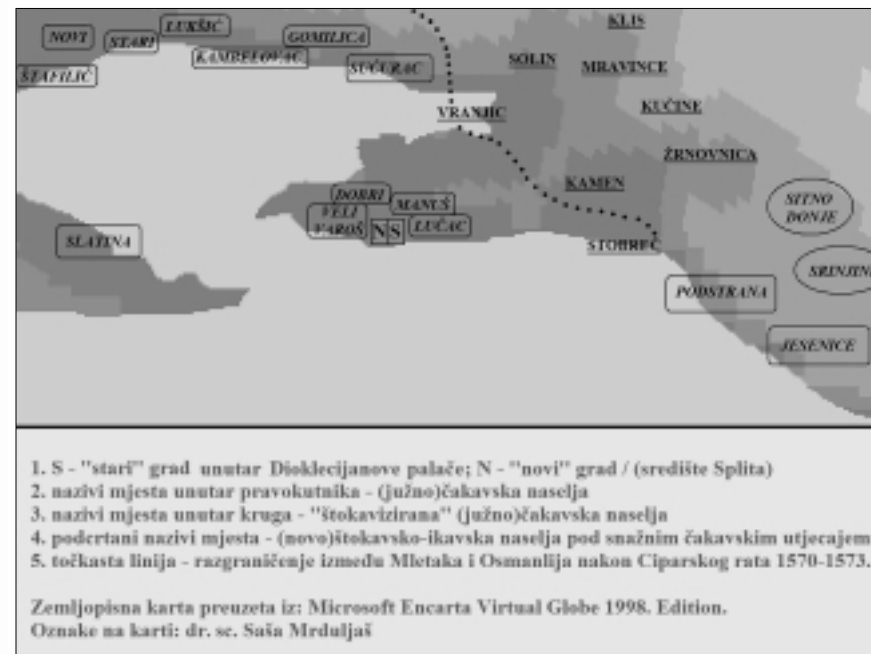 KLIS
LUKŠIĆ
NOVI
STARI
GOMILICA
KAMBELOVAC
SOLIN
ŠTAFILIĆ
SUĆURAC
MRAVINCE
VRANJIC
KUČINE
ŽRNOVNICA
KAMEN
DOBRI
MANUŠ
SITNO
DONJE
VELI
VAROŠ
N S
LUČAC
SLATINA
STOBREČ
SRINJINE
PODSTRANA
JESENICE
1. S - "stari" grad unutar Dioklecijanove palače; N - "novi" grad / (središte Splita)
2. nazivi mjesta unutar pravokutnika - (južno)čakavska naselja
3. nazivi mjesta unutar kruga - "štokavizirana" (južno)čakavska naselja
4. podcrtani nazivi mjesta - (novo)štokavsko-ikavska naselja pod snažnim čakavskim utjecajem
5. točkasta linija - razgraničenje između Mletaka i Osmanlija nakon Ciparskog rata 1570-1573.
Zemljopisna karta preuzeta iz: Microsoft Encarta Virtual Globe 1998. Edition.
Oznake na karti: dr. sc. Saša Mrduljaš